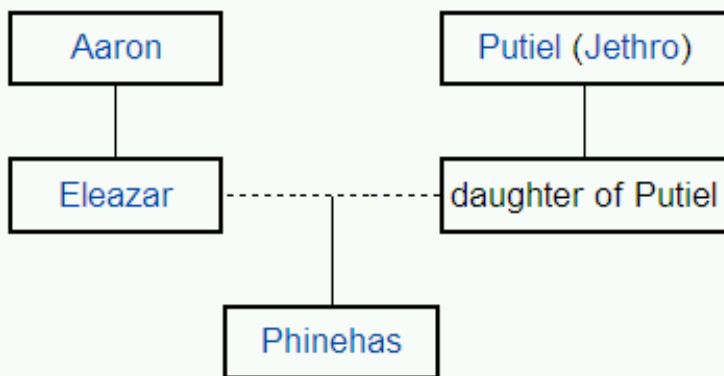 Aaron
Putiel (Jethro)
Eleazar
daughter of Putiel
Phinehas